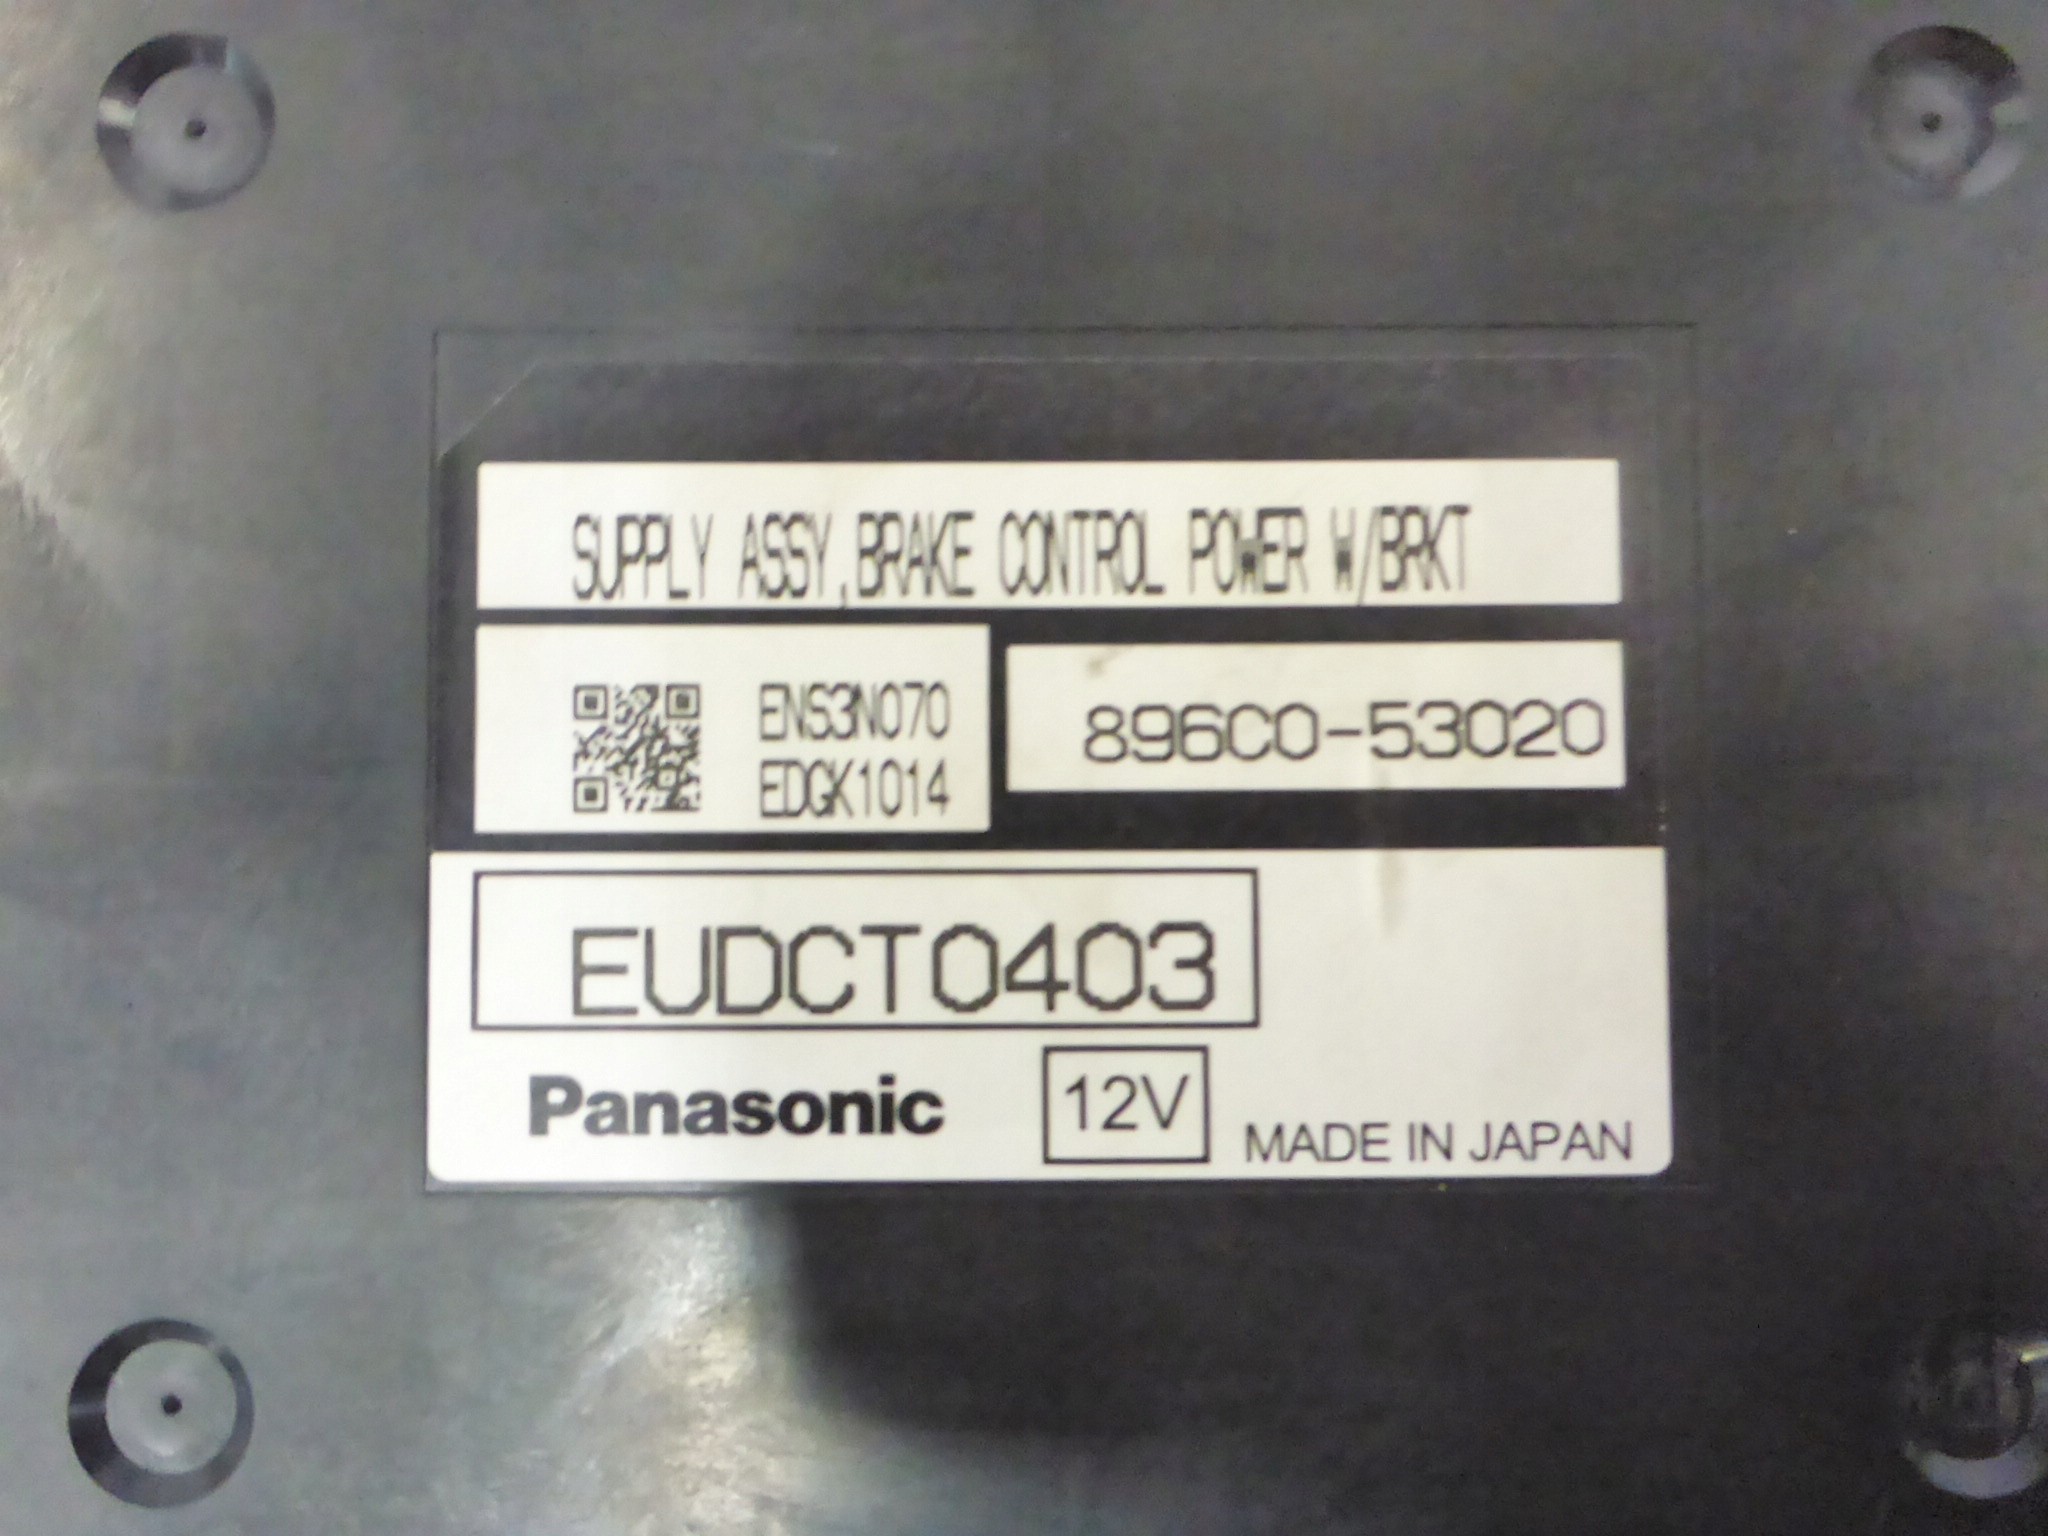 SUPPLY ASSY,BRAKE CONTROL POWER W/BRKT
ENS3N070
EDGK1014
896C0-53020
EUDCT0403
Panasonic
12V
MADE IN JAPAN